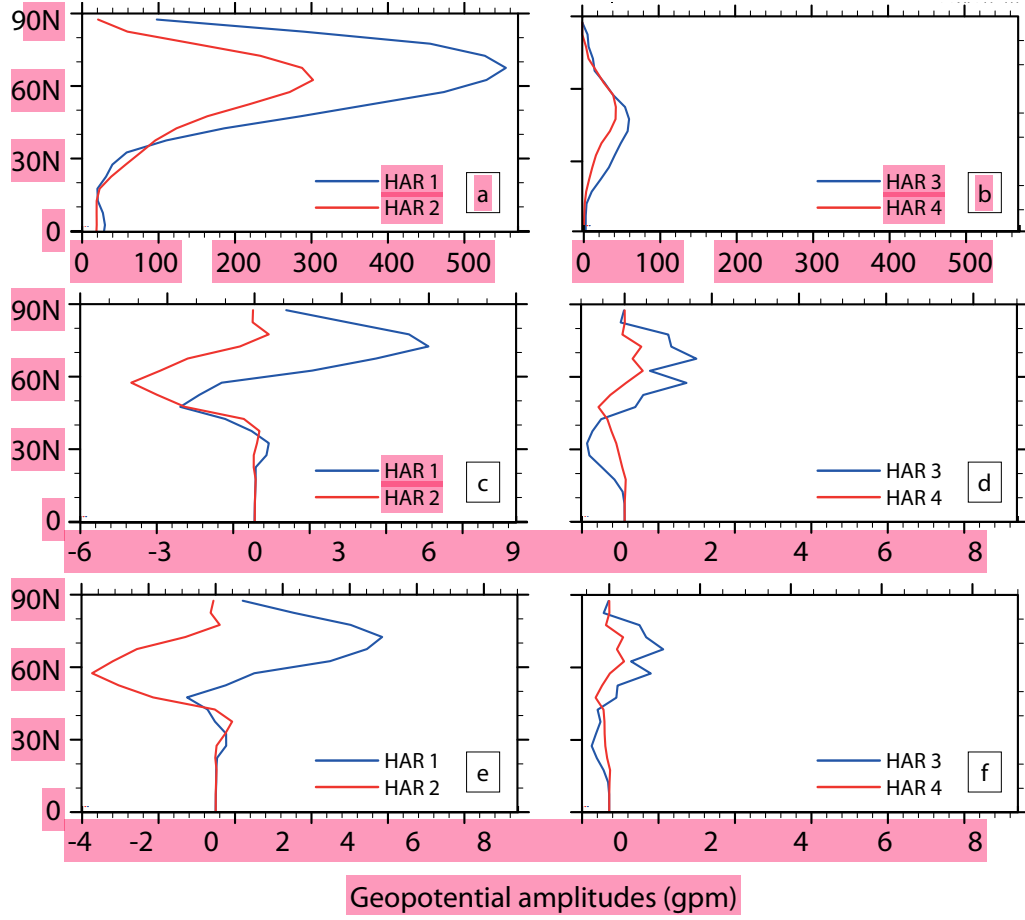 90N
60N
30N
0
HAR 1
HAR 2
a
0 100 200 300 400 500
HAR 3
HAR 4
b
0 100 200 300 400 500
90N
60N
30N
0
HAR 1
HAR 2
c
-6 -3 0 3 6 9
HAR 3
HAR 4
d
0 2 4 6 8
90N
60N
30N
0
HAR 1
HAR 2
e
-4 -2 0 2 4 6 8
HAR 3
HAR 4
f
0 2 4 6 8
Geopotential amplitudes (gpm)